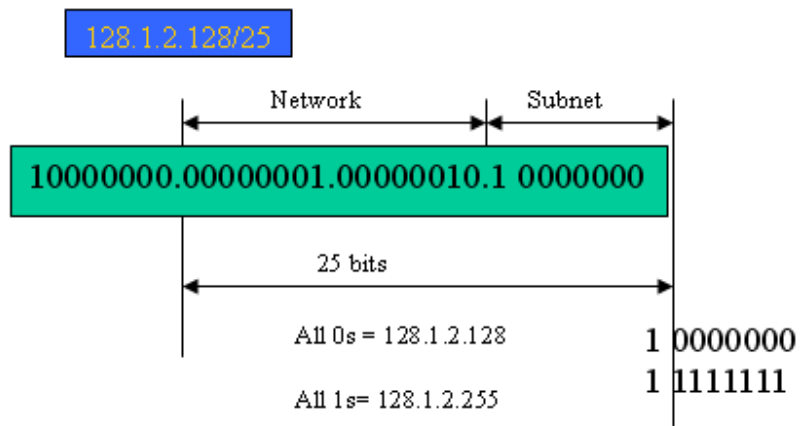 128.1.2.128/25
Network Subnet
10000000.00000001.00000010.1 0000000
25 bits
All 0s = 128.1.2.128 1 0000000
All 1s= 128.1.2.255 1 1111111